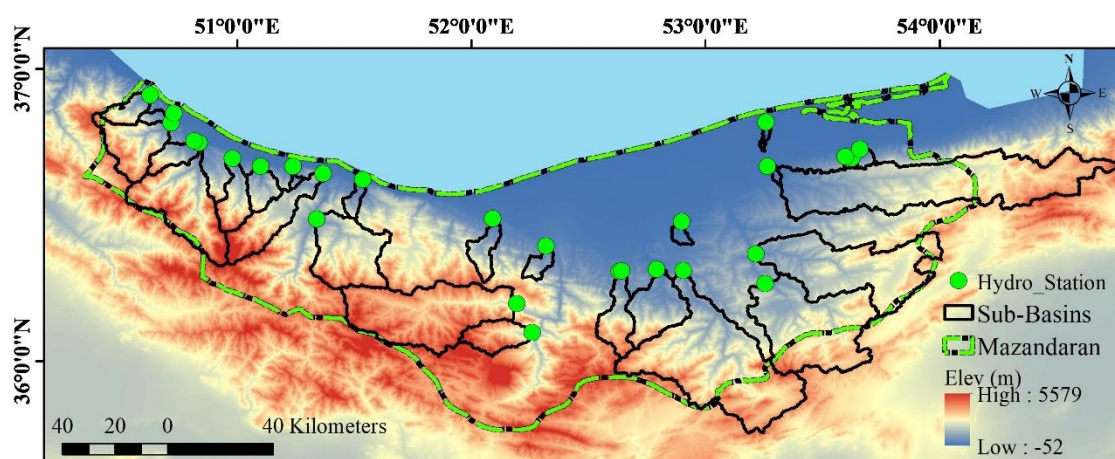 51°0'0"E 52°0'0"E 53°0'0"E 54°0'0"E
37°0'0"N
36°0'0"N
N
W E
S
Hydro_Station
Sub-Basins
Mazandaran
Elev (m)
High : 5579
Low : -52
40 20 0 40 Kilometers